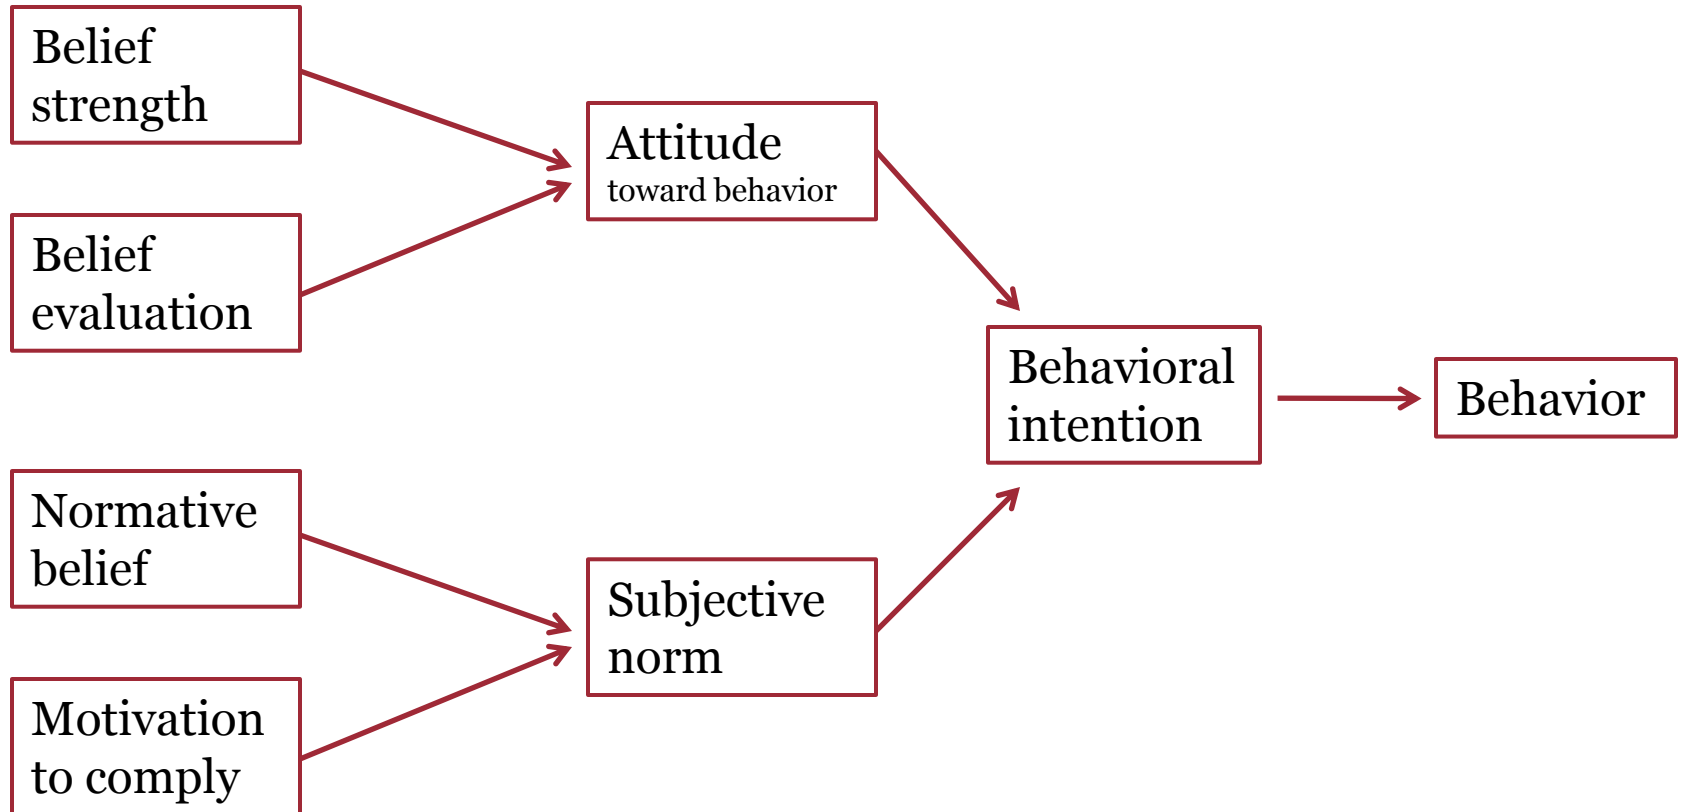 Belief
strength
Belief
evaluation
Normative
belief
Motivation
to comply
Attitude
toward behavior
Subjective
norm
Behavioral
intention
Behavior